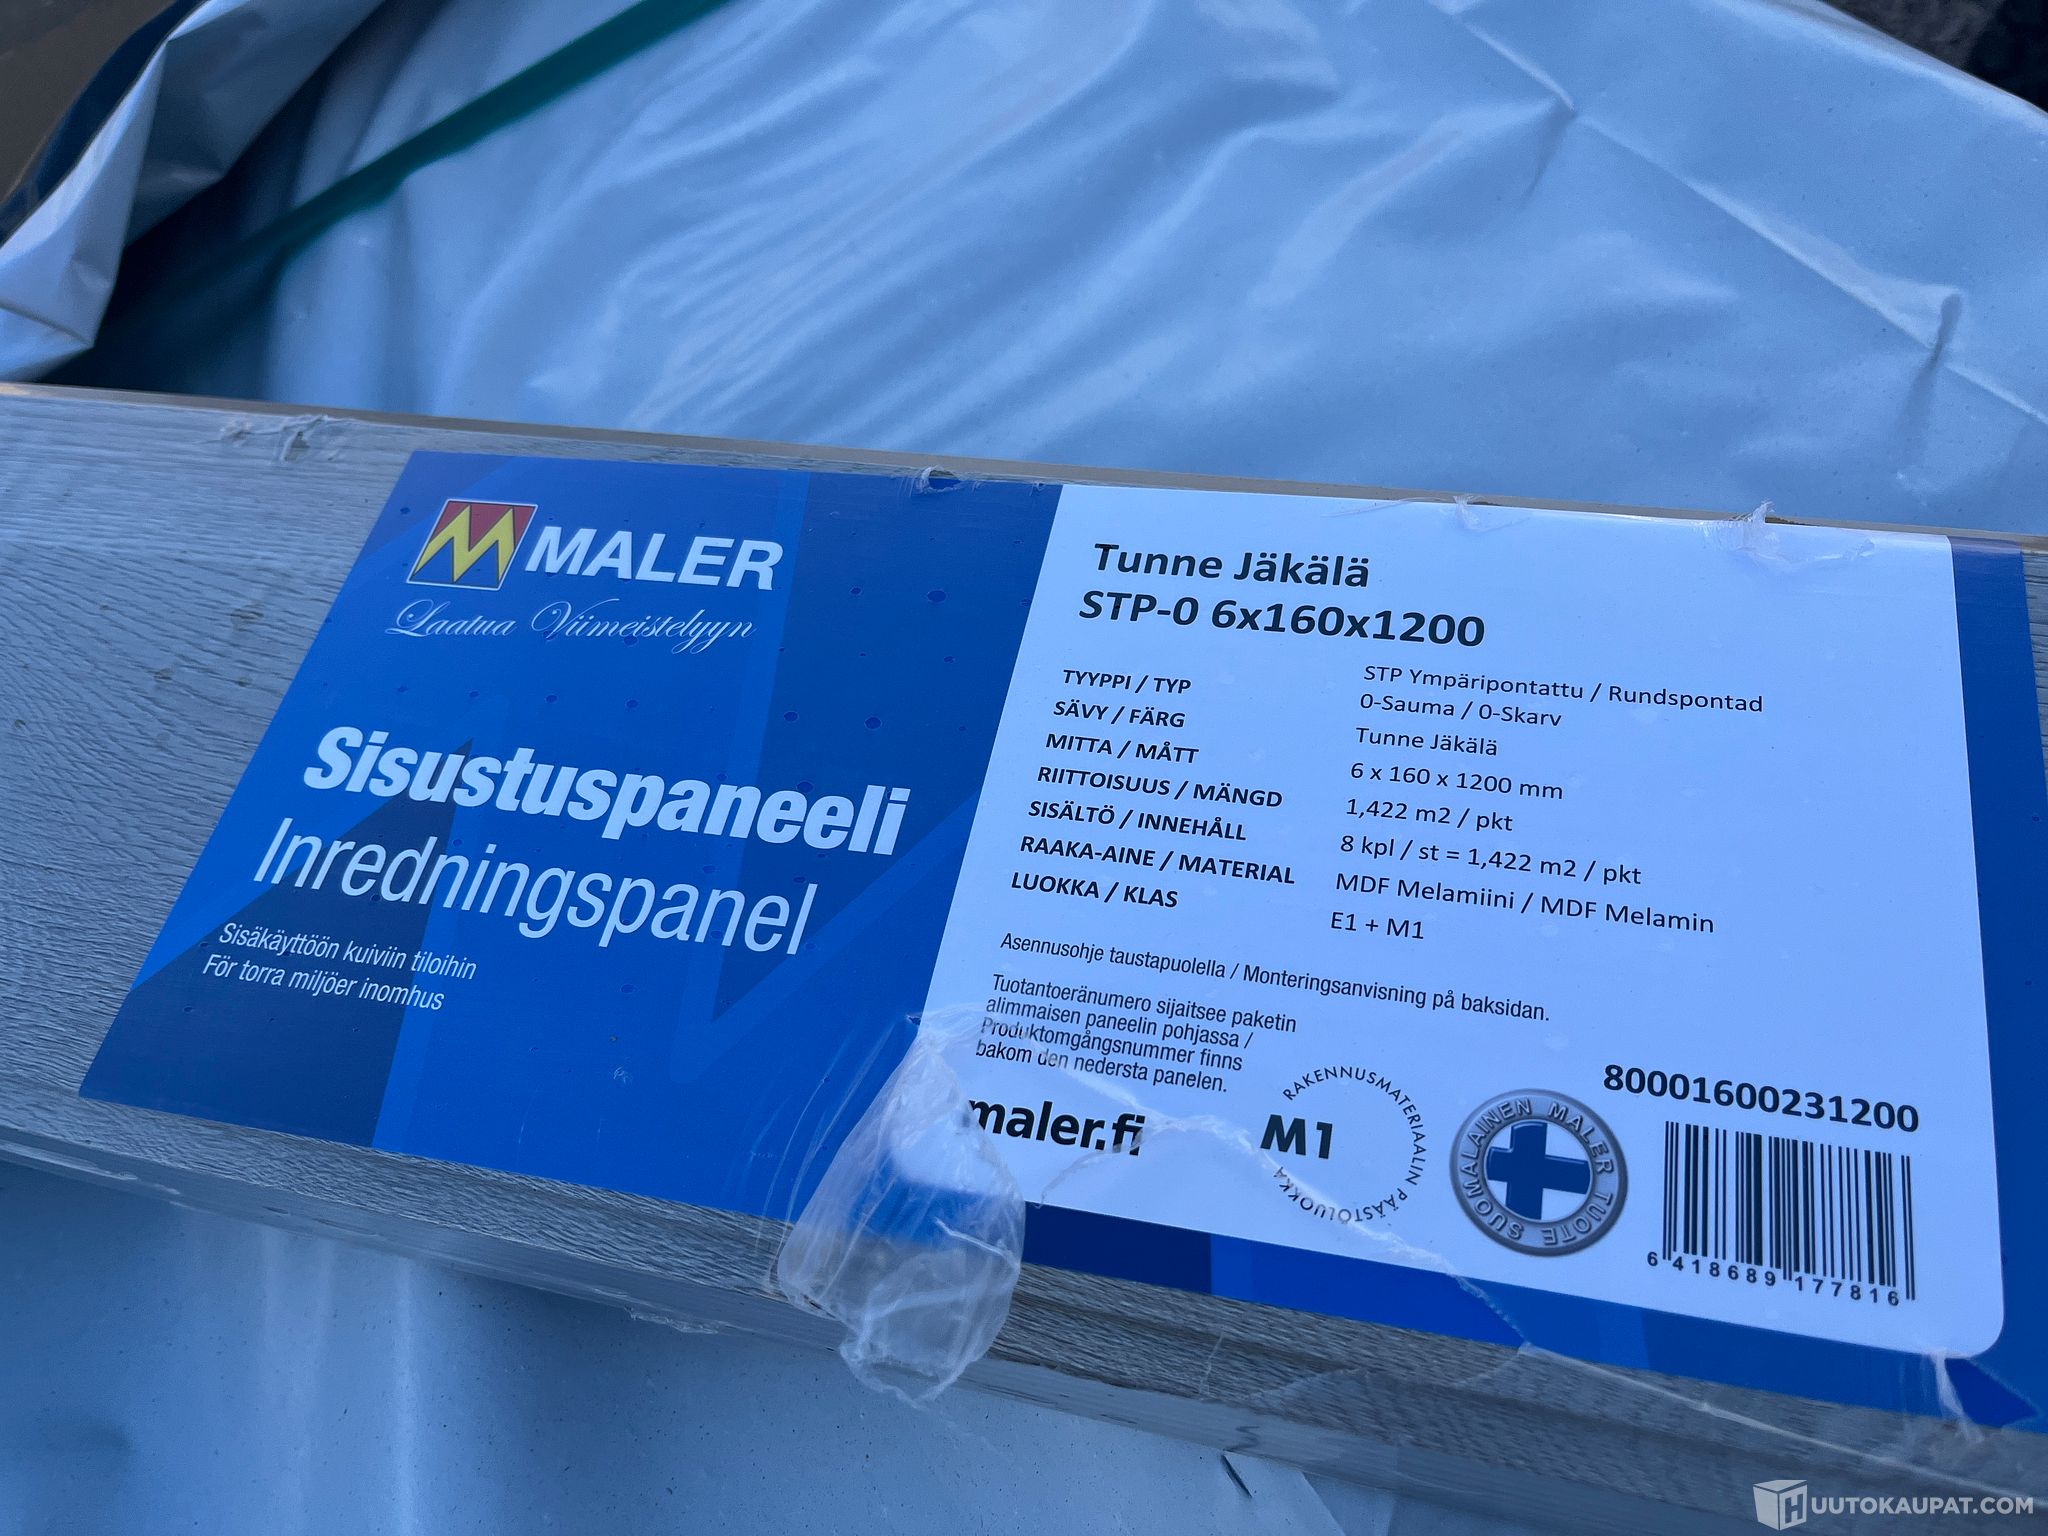 MALER
Laatua Viimeistelyyn
Sisustuspaneeli
Inredningspanel
Sisäkäyttöön kuiviin tiloihin
För torra miljöer inomhus
Tunne Jäkälä
STP-0 6x160x1200
TYYPPI / TYP STP Ympäripontattu / Rundspontad
0-Sauma / 0-Skarv
SÄVY / FÄRG Tunne Jäkälä
MITTA / MÅTT 6 x 160 x 1200 mm
RIITTOISUUS / MÄNGD 1,422 m2 / pkt
SISÄLTÖ / INNEHÅLL 8 kpl / st = 1,422 m2 / pkt
RAAKA-AINE / MATERIAL MDF Melamiini / MDF Melamin
LUOKKA / KLAS E1 + M1
Asennusohje taustapuolella / Monteringsanvisning på baksidan.
Tuotantoeränumero sijaitsee paketin
alimmaisen paneelin pohjassa /
Produktomgångsnummer finns
bakom den nedersta panelen.
maler.fi
M1
RAKENNUSMATERIAALIN PÄÄSTÖLUOKKA
SUOMALAINEN MALER TUOTE
80001600231200
6 418689 177816
HUUTOKAUPAT.COM